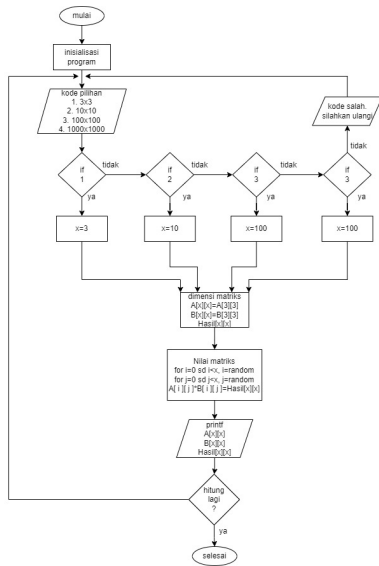 mulai
inisialisasi
program
kode pilihan
1. 3x3
2. 10x10
3. 100x100
4. 1000x1000
kode salah.
silahkan ulangi
tidak
if
1
tidak
if
2
tidak
if
3
tidak
if
3
ya
ya
ya
ya
x=3
x=10
x=100
x=100
dimensi matriks
A[x][x]=A[3][3]
B[x][x]=B[3][3]
Hasil[x][x]
Nilai matriks
for i=0 sd i<x, i=random
for j=0 sd j<x, j=random
A[ i ][ j ]*B[ i ][ j ]=Hasil[x][x]
printf
A[x][x]
B[x][x]
Hasil[x][x]
hitung
lagi
?
ya
selesai